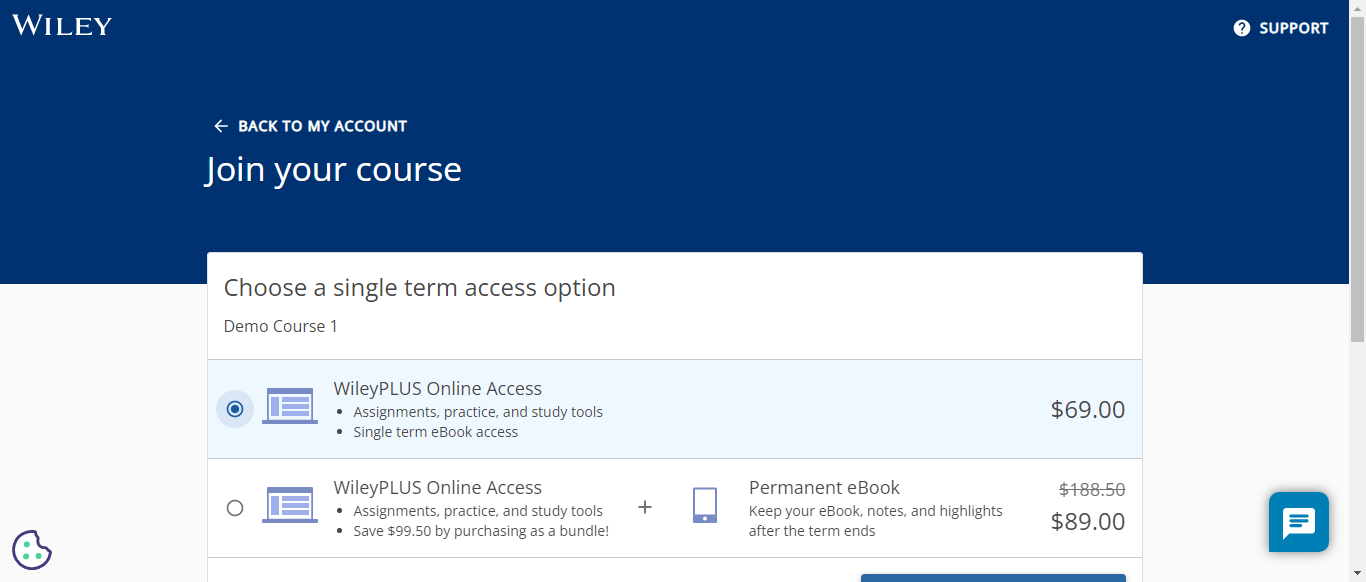 WILEY
SUPPORT
BACK TO MY ACCOUNT
Join your course
Choose a single term access option
Demo Course 1
WileyPLUS Online Access
Assignments, practice, and study tools
Single term eBook access
$69.00
WileyPLUS Online Access
Assignments, practice, and study tools
Save $99.50 by purchasing as a bundle!
+
Permanent eBook
Keep your eBook, notes, and highlights
after the term ends
$188.50
$89.00